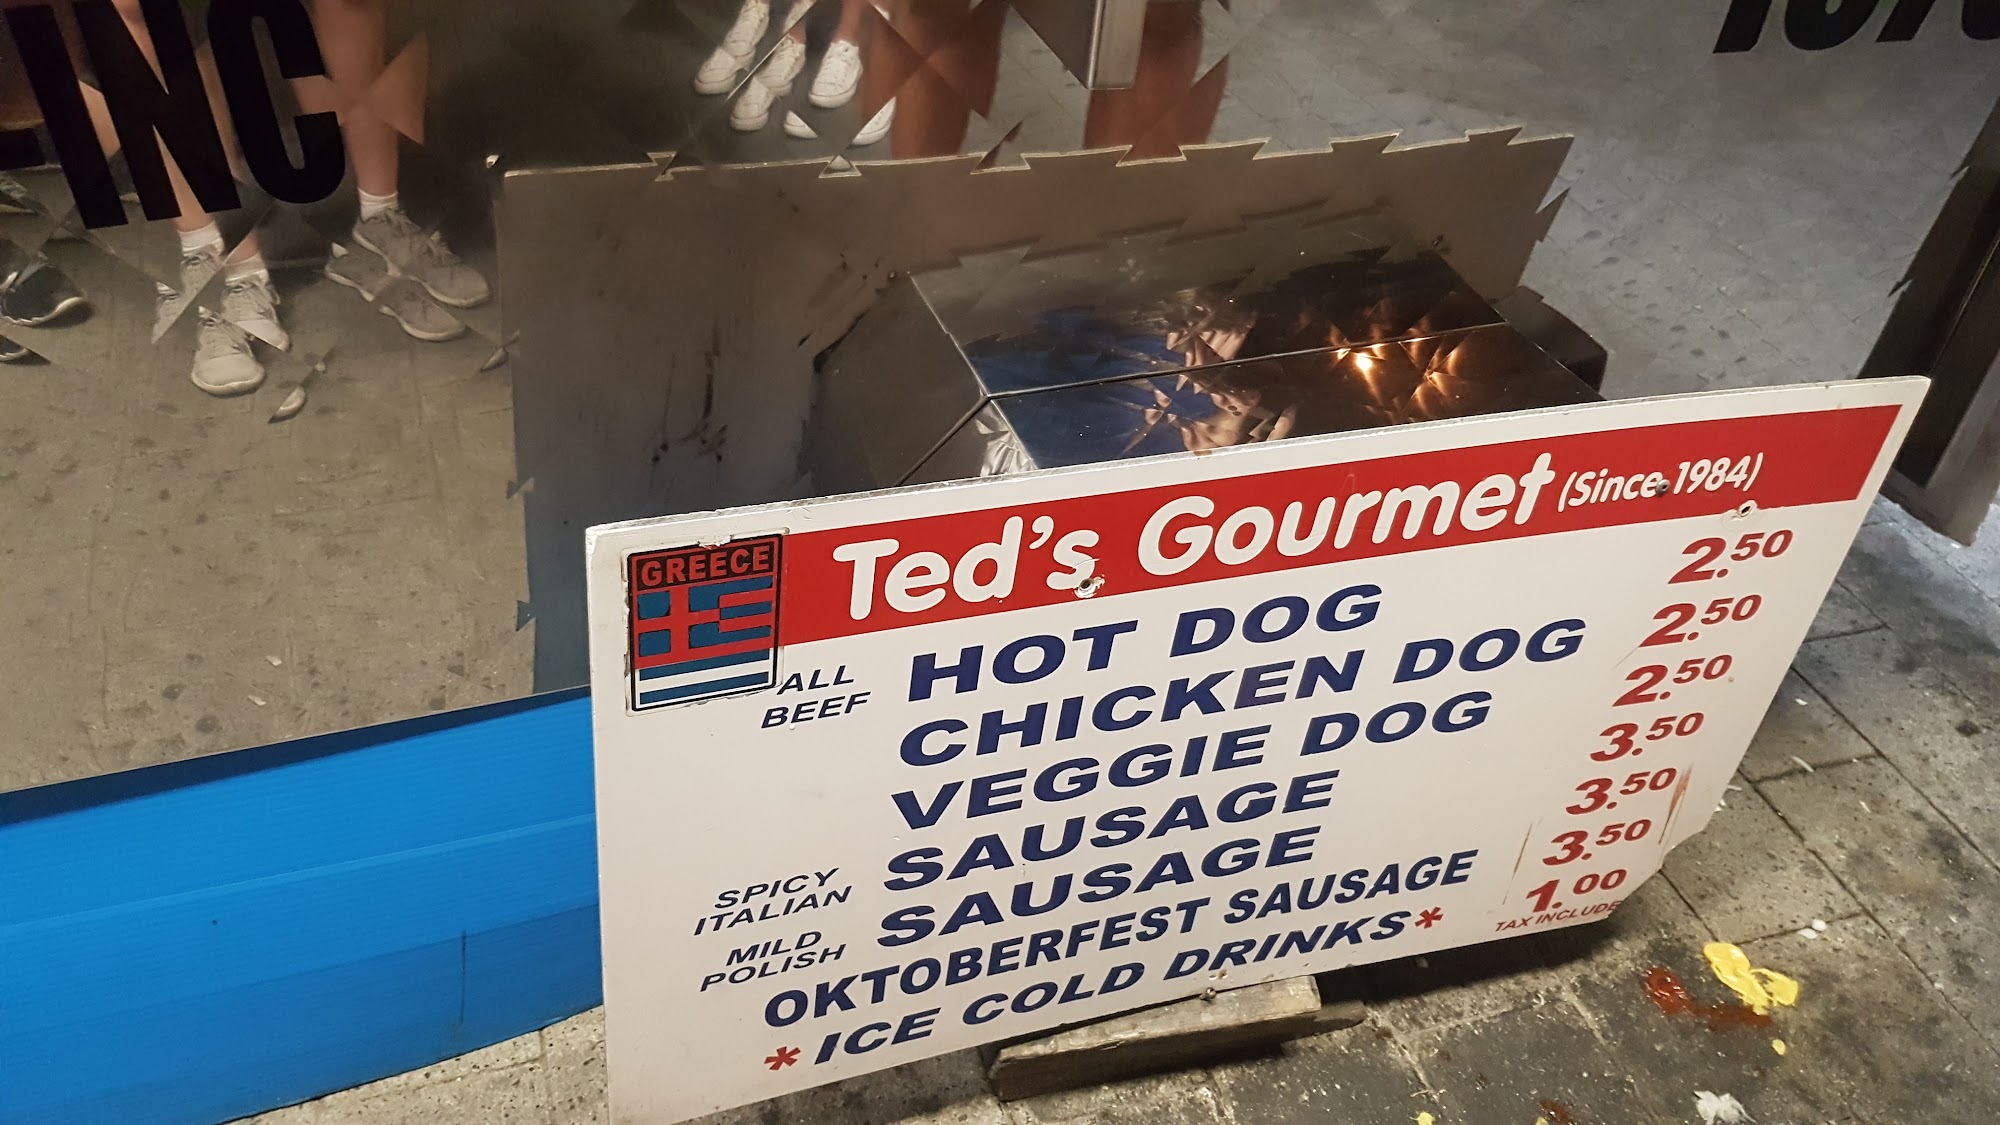 INC
GREECE
Ted's Gourmet (Since 1984)
ALL BEEF HOT DOG 2.50
CHICKEN DOG 2.50
VEGGIE DOG 2.50
SPICY ITALIAN SAUSAGE 3.50
MILD POLISH SAUSAGE 3.50
OKTOBERFEST SAUSAGE 3.50
*ICE COLD DRINKS* 1.00
TAX INCLUDE